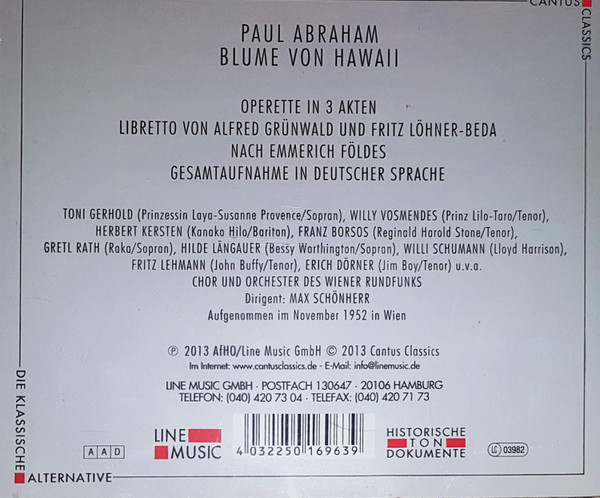 CANTUS
CLASSICS
PAUL ABRAHAM
BLUME VON HAWAII
OPERETTE IN 3 AKTEN
LIBRETTO VON ALFRED GRÜNWALD UND FRITZ LÖHNER-BEDA
NACH EMMERICH FÖLDES
GESAMTAUFNAHME IN DEUTSCHER SPRACHE
TONI GERHOLD (Prinzessin Laya-Susanne Provence/Sopran), WILLY VOSMENDES (Prinz Lilo-Taro/Tenor),
HERBERT KERSTEN (Kanako Hilo/Bariton), FRANZ BORSOS (Reginald Harold Stone/Tenor),
GRETL RATH (Raka/Sopran), HILDE LÄNGAUER (Bessy Worthington/Sopran), WILLI SCHUMANN (Lloyd Harrison),
FRITZ LEHMANN (John Buffy/Tenor), ERICH DÖRNER (Jim Boy/Tenor) u.v.a.
CHOR UND ORCHESTER DES WIENER RUNDFUNKS
Dirigent: MAX SCHÖNHERR
Aufgenommen im November 1952 in Wien
℗ 2013 AfHO/Line Music GmbH © 2013 Cantus Classics
Im Internet: www.cantusclassics.de - E-Mail: info@linemusic.de
LINE MUSIC GMBH · POSTFACH 130647 · 20106 HAMBURG
TELEFON: (040) 420 73 04 · TELEFAX: (040) 420 71 73
DIE KLASSISCHE
ALTERNATIVE
A A D
LINE
MUSIC
4 032250 169639
HISTORISCHE
TON
DOKUMENTE
LC 03982